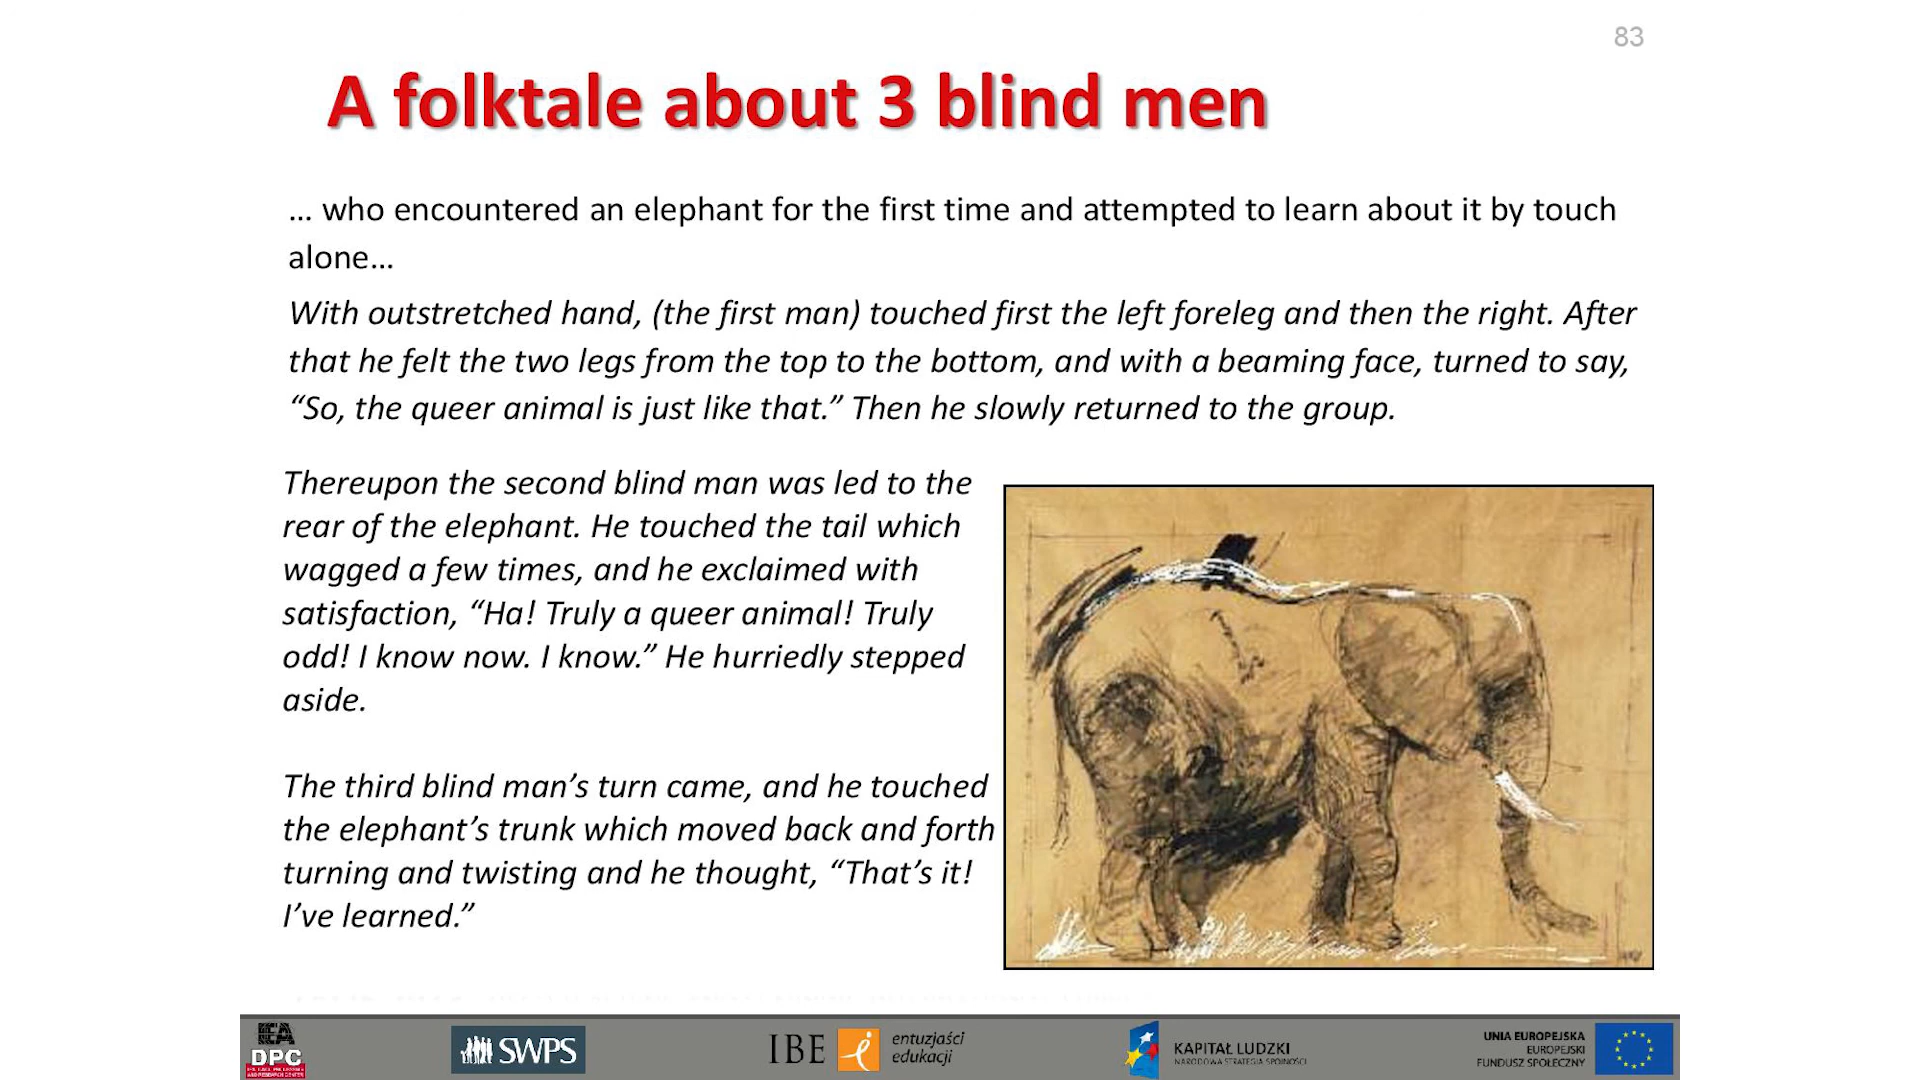 83
A folktale about 3 blind men
… who encountered an elephant for the first time and attempted to learn about it by touch
alone…
With outstretched hand, (the first man) touched first the left foreleg and then the right. After
that he felt the two legs from the top to the bottom, and with a beaming face, turned to say,
“So, the queer animal is just like that.” Then he slowly returned to the group.
Thereupon the second blind man was led to the
rear of the elephant. He touched the tail which
wagged a few times, and he exclaimed with
satisfaction, “Ha! Truly a queer animal! Truly
odd! I know now. I know.” He hurriedly stepped
aside.
The third blind man’s turn came, and he touched
the elephant’s trunk which moved back and forth
turning and twisting and he thought, “That’s it!
I’ve learned.”
IEA
DPC
SWPS
IBE
entuzjaści
edukacji
KAPITAŁ LUDZKI
NARODOWA STRATEGIA SPÓJNOŚCI
UNIA EUROPEJSKA
EUROPEJSKI
FUNDUSZ SPOŁECZNY